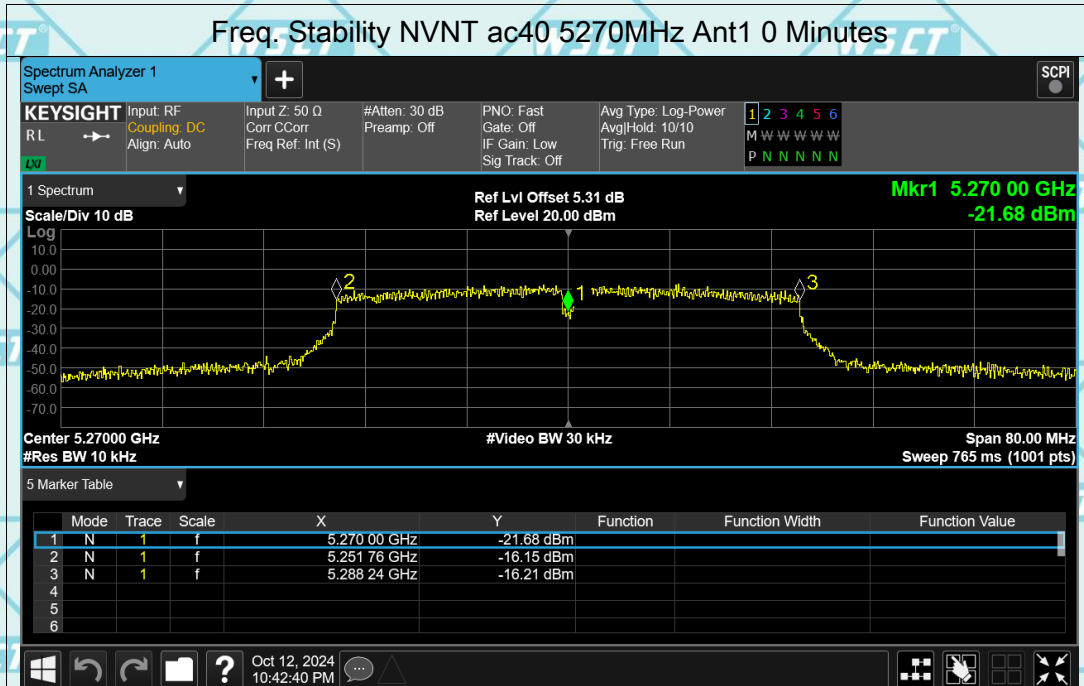 Freq. Stability NVNT ac40 5270MHz Ant1 0 Minutes
Spectrum Analyzer 1
Swept SA
+
SCPI
KEYSIGHT Input: RF Input Z: 50 Ω #Atten: 30 dB PNO: Fast Avg Type: Log-Power 1 2 3 4 5 6
R L Coupling: DC Corr CCorr Preamp: Off Gate: Off Avg|Hold: 10/10 M W W W W W
Align: Auto Freq Ref: Int (S) IF Gain: Low Trig: Free Run P N N N N N
LXI Sig Track: Off
1 Spectrum Ref Lvl Offset 5.31 dB Mkr1 5.270 00 GHz
Scale/Div 10 dB Ref Level 20.00 dBm -21.68 dBm
Log
10.0
0.00
-10.0
-20.0
-30.0
-40.0
-50.0
-60.0
-70.0
2 1 3
Center 5.27000 GHz #Video BW 30 kHz Span 80.00 MHz
#Res BW 10 kHz Sweep 765 ms (1001 pts)
5 Marker Table
Mode Trace Scale X Y Function Function Width Function Value
1 N 1 f 5.270 00 GHz -21.68 dBm
2 N 1 f 5.251 76 GHz -16.15 dBm
3 N 1 f 5.288 24 GHz -16.21 dBm
4
5
6
? Oct 12, 2024
10:42:40 PM